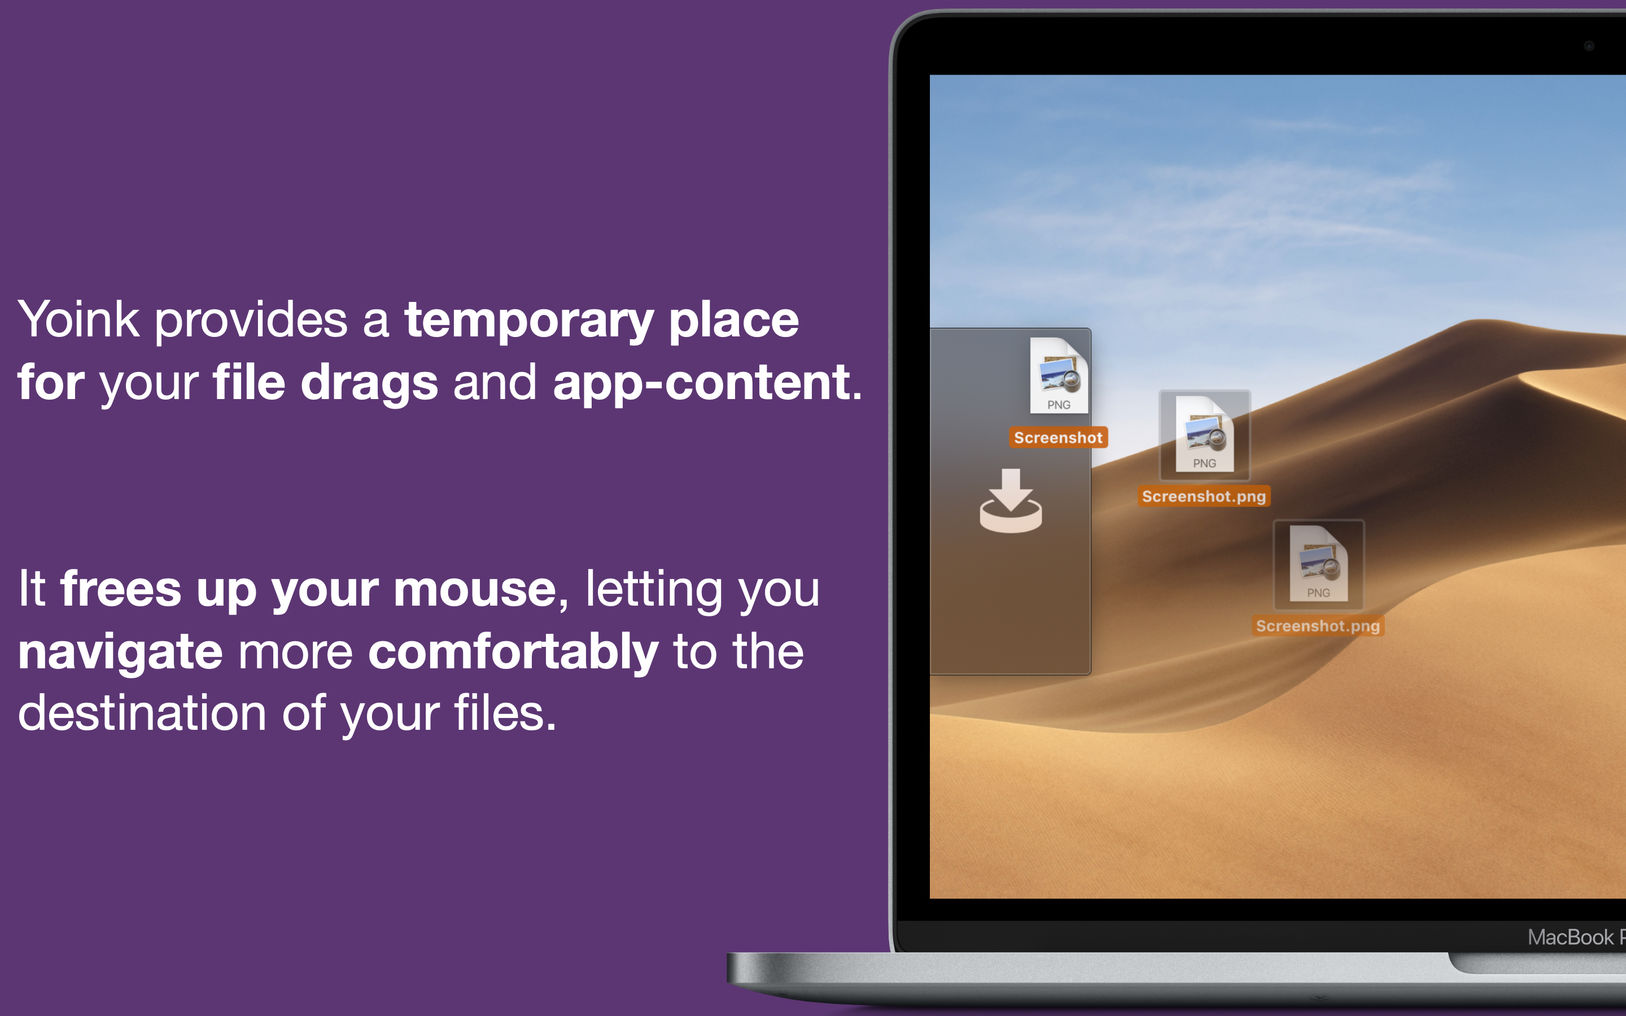 Yoink provides a temporary place
for your file drags and app-content.
It frees up your mouse, letting you
navigate more comfortably to the
destination of your files.
PNG
Screenshot
PNG
Screenshot.png
PNG
Screenshot.png
MacBook P